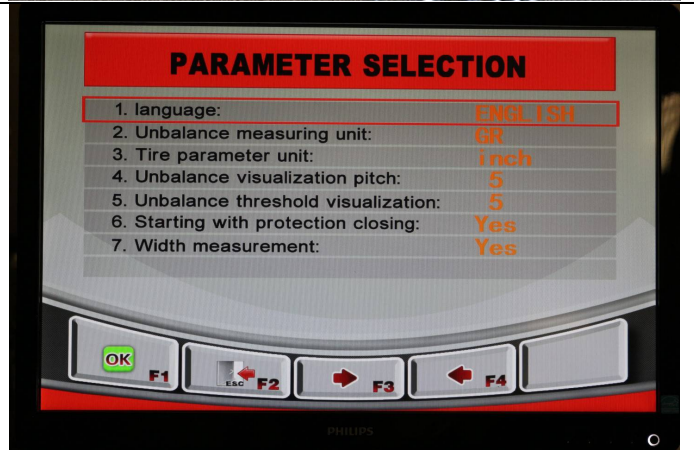 PARAMETER SELECTION
1. language: ENGLISH
2. Unbalance measuring unit: GR
3. Tire parameter unit: inch
4. Unbalance visualization pitch: 5
5. Unbalance threshold visualization: 5
6. Starting with protection closing: Yes
7. Width measurement: Yes
OK F1 ESC F2 F3 F4
PHILIPS